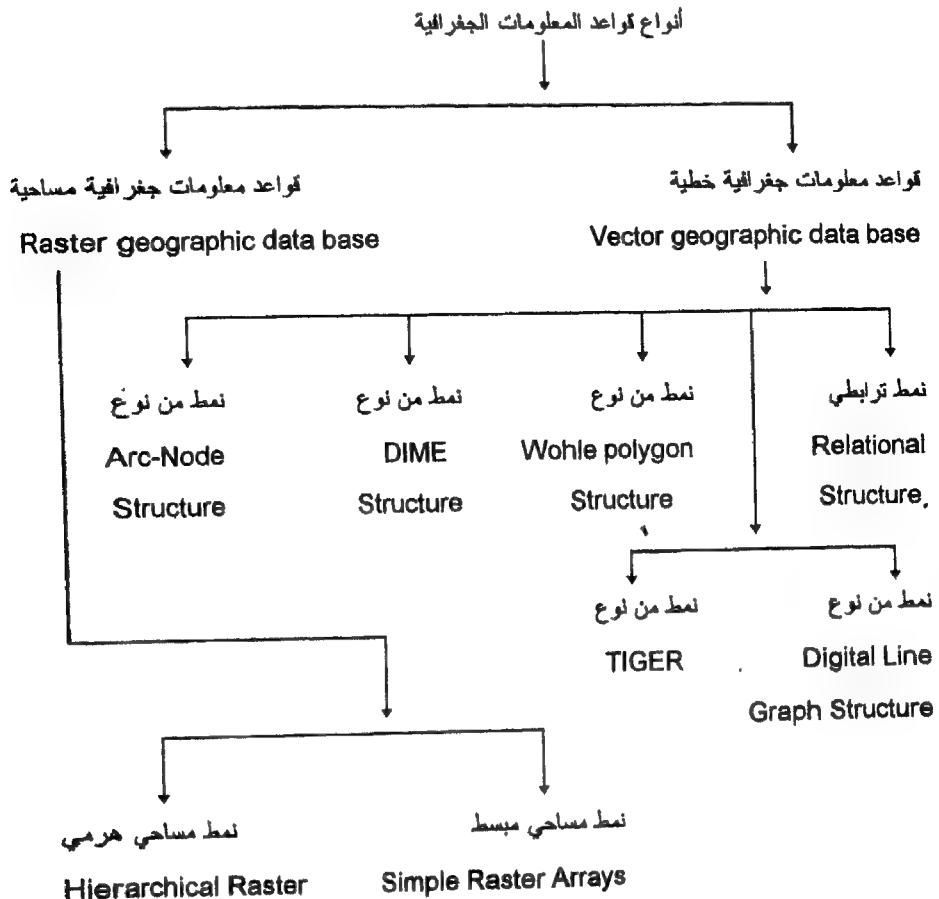 أنواع قواعد المعلومات الجغرافية
قواعد معلومات جغرافية خطية
Vector geographic data base
قواعد معلومات جغرافية مساحية
Raster geographic data base
نمط ترابطي
Relational
Structure.
نمط من نوع
Wohle polygon
Structure
نمط من نوع
DIME
Structure
نمط من نوع
Arc-Node
Structure
نمط من نوع
Digital Line
Graph Structure
نمط من نوع
TIGER
نمط مساحي مبسط
Simple Raster Arrays
نمط مساحي هرمي
Hierarchical Raster